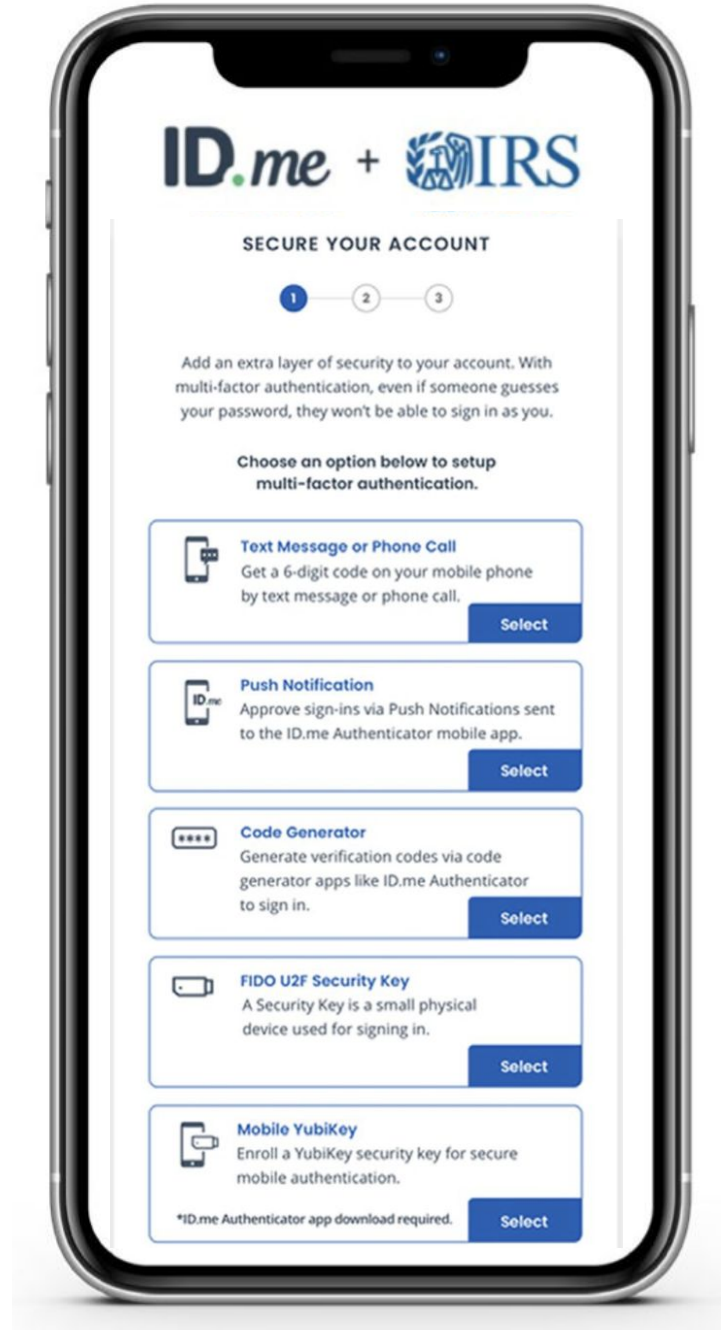 ID.me + IRS
SECURE YOUR ACCOUNT
1 2 3
Add an extra layer of security to your account. With
multi-factor authentication, even if someone guesses
your password, they won't be able to sign in as you.
Choose an option below to setup
multi-factor authentication.
Text Message or Phone Call
Get a 6-digit code on your mobile phone
by text message or phone call.
Select
ID.me
Push Notification
Approve sign-ins via Push Notifications sent
to the ID.me Authenticator mobile app.
Select
****
Code Generator
Generate verification codes via code
generator apps like ID.me Authenticator
to sign in.
Select
FIDO U2F Security Key
A Security Key is a small physical
device used for signing in.
Select
Mobile YubiKey
Enroll a YubiKey security key for secure
mobile authentication.
*ID.me Authenticator app download required.
Select